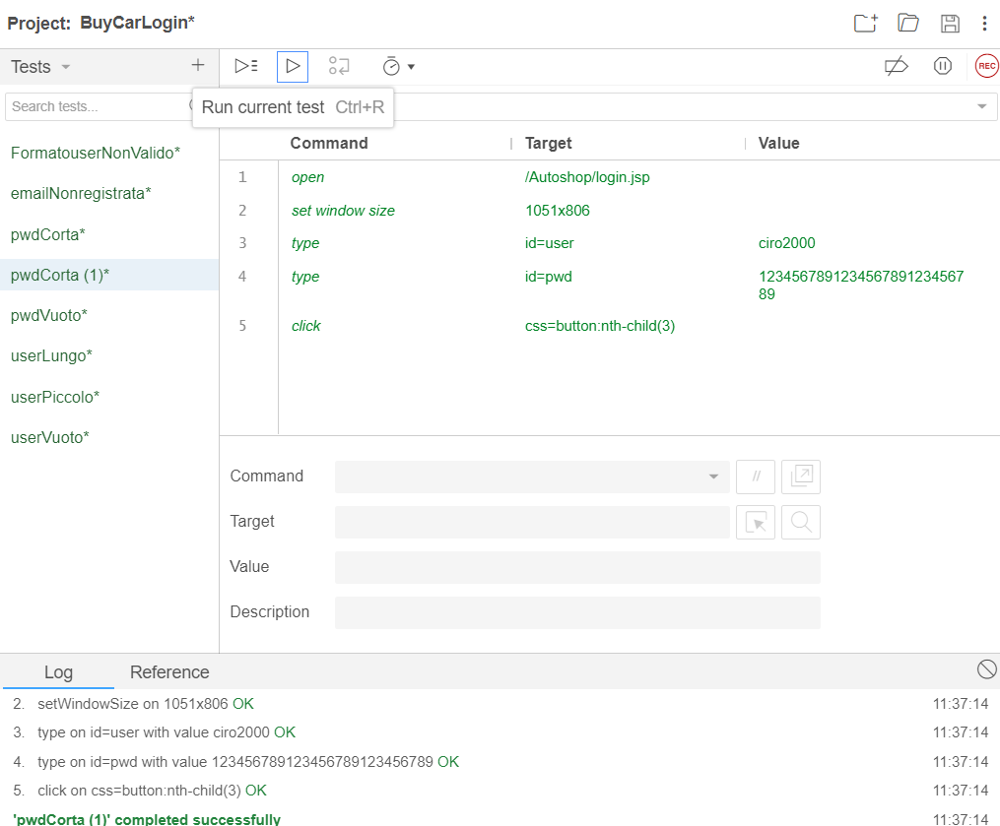 Project: BuyCarLogin*
Tests
REC
Search tests...
Run current test Ctrl+R
Command Target Value
FormatouserNonValido*
emailNonregistrata*
pwdCorta*
pwdCorta (1)*
pwdVuoto*
userLungo*
userPiccolo*
userVuoto*
1 open /Autoshop/login.jsp
2 set window size 1051x806
3 type id=user ciro2000
4 type id=pwd 1234567891234567891234567
89
5 click css=button:nth-child(3)
Command //
Target
Value
Description
Log Reference
2. setWindowSize on 1051x806 OK 11:37:14
3. type on id=user with value ciro2000 OK 11:37:14
4. type on id=pwd with value 123456789123456789123456789 OK 11:37:14
5. click on css=button:nth-child(3) OK 11:37:14
'pwdCorta (1)' completed successfully 11:37:14